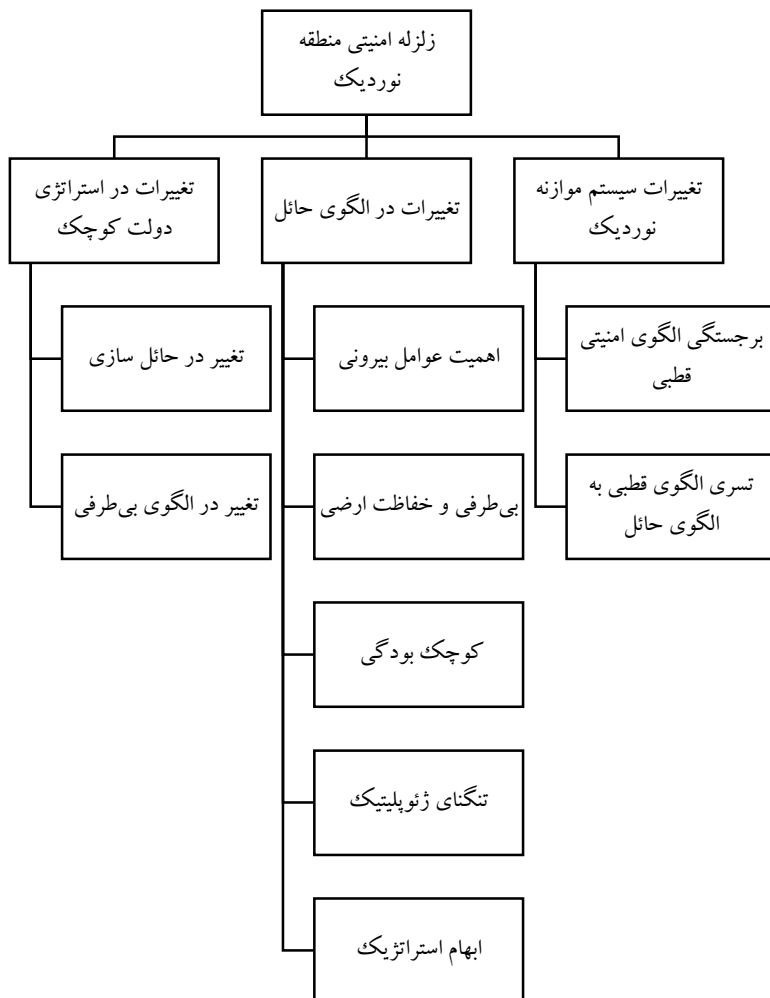 زلزله امنیتی منطقه
نوردیک
تغییرات سیستم موازنه
نوردیک
برجستگی الگوی امنیتی
قطبی
تسری الگوی قطبی به
الگوی حائل
تغییرات در الگوی حائل
اهمیت عوامل بیرونی
بی‌طرفی و خفاظت ارضی
کوچک بودگی
تنگنای ژئوپلیتیک
ابهام استراتژیک
تغییرات در استراتژی
دولت کوچک
تغییر در حائل سازی
تغییر در الگوی بی‌طرفی